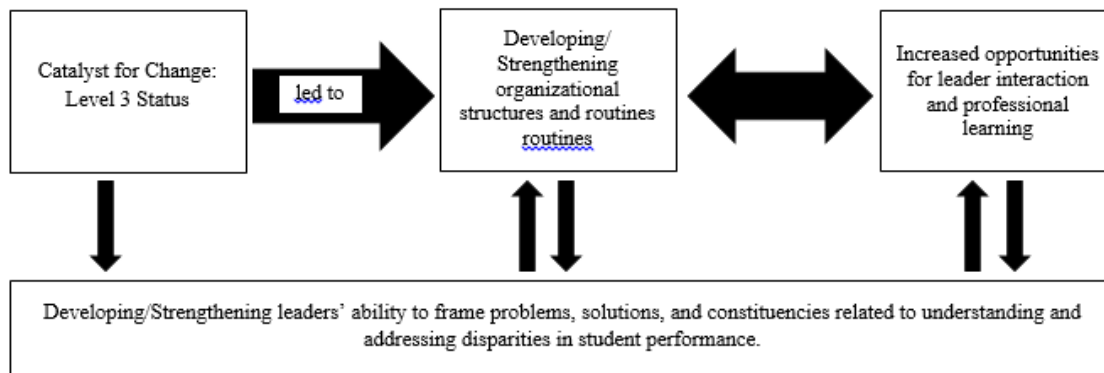 Catalyst for Change:
Level 3 Status
led to
Developing/
Strengthening
organizational
structures and routines
routines
Increased opportunities
for leader interaction
and professional
learning
Developing/Strengthening leaders’ ability to frame problems, solutions, and constituencies related to understanding and
addressing disparities in student performance.